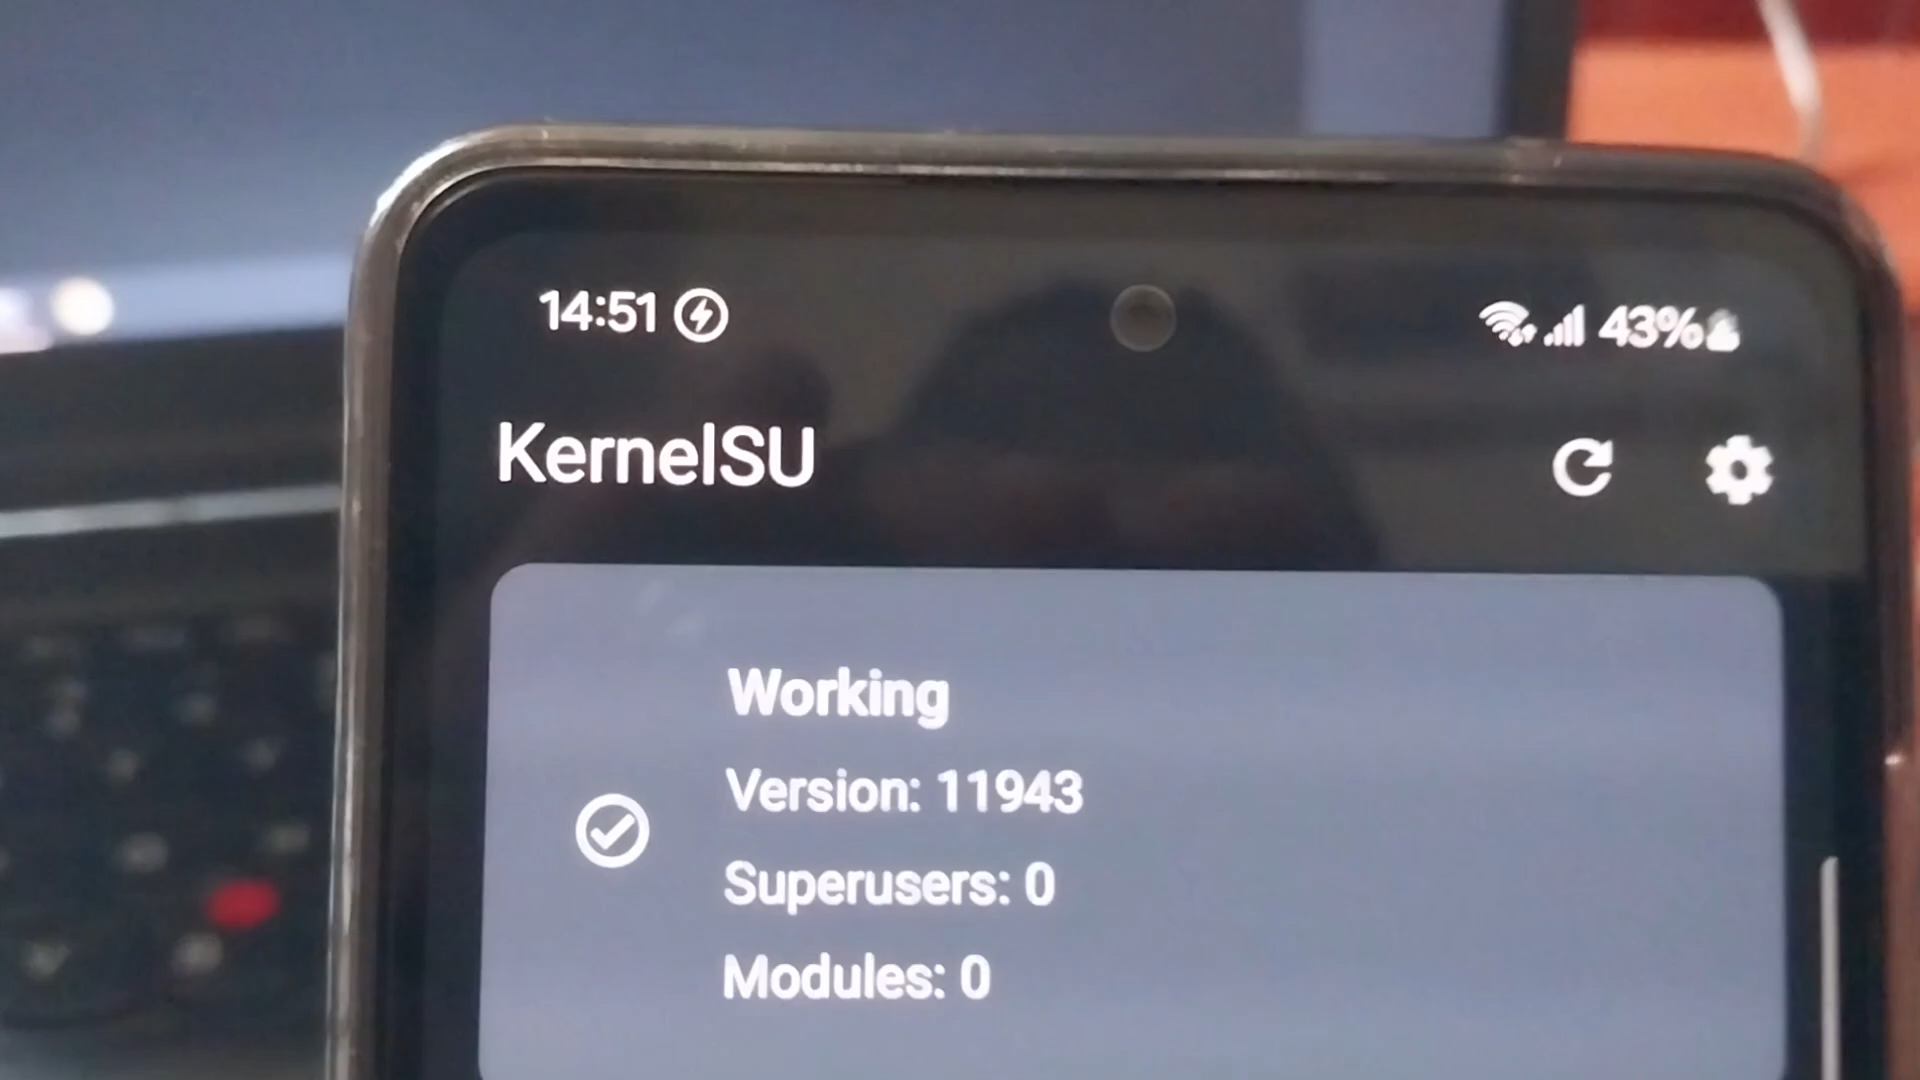 14:51 43%
KernelSU
Working
Version: 11943
Superusers: 0
Modules: 0